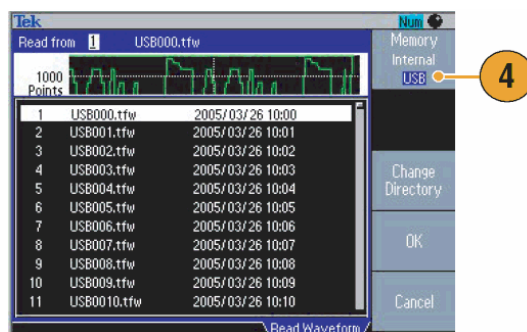 Tek
Num
Read from 1 USB000.tfw
1000
Points
1 USB000.tfw 2005/03/26 10:00
2 USB001.tfw 2005/03/26 10:01
3 USB002.tfw 2005/03/26 10:02
4 USB003.tfw 2005/03/26 10:03
5 USB004.tfw 2005/03/26 10:04
6 USB005.tfw 2005/03/26 10:05
7 USB006.tfw 2005/03/26 10:06
8 USB007.tfw 2005/03/26 10:07
9 USB008.tfw 2005/03/26 10:08
10 USB009.tfw 2005/03/26 10:09
11 USB0010.tfw 2005/03/26 10:10
Read Waveform
Memory
Internal
USB
Change
Directory
OK
Cancel
4